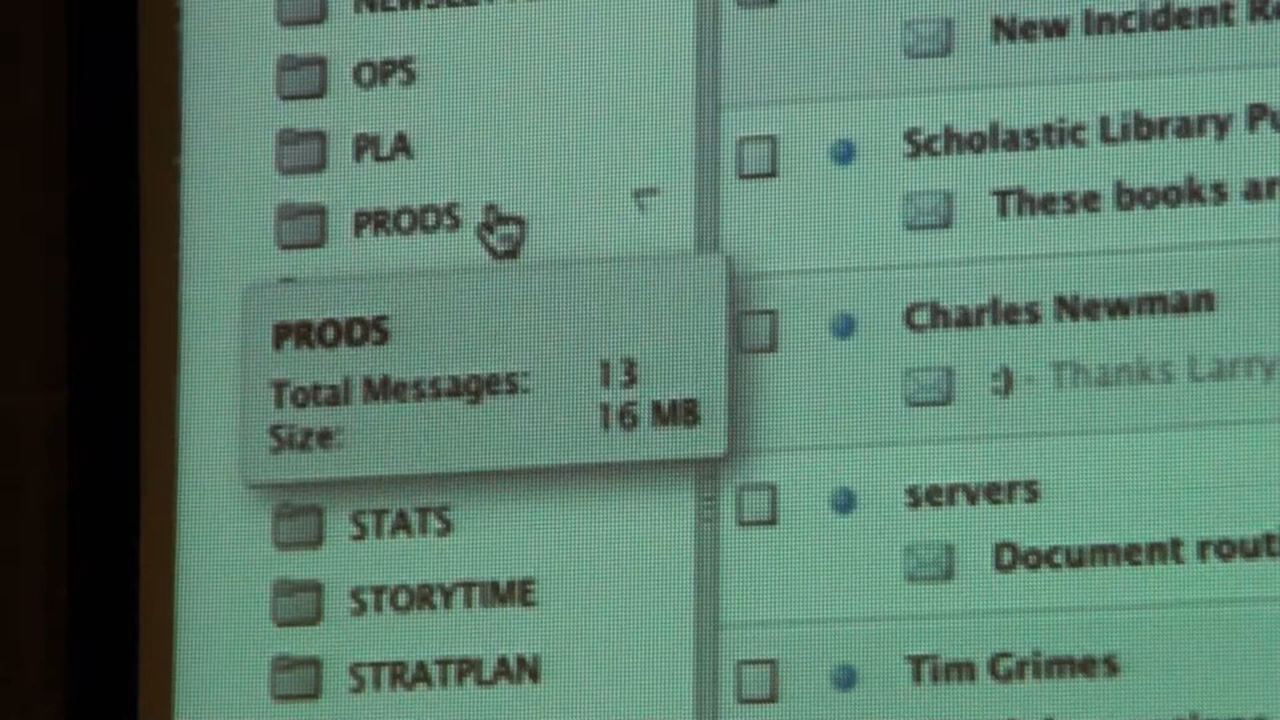 OPS
PLA
PRODS
PRODS
Total Messages: 13
Size: 16 MB
STATS
STORYTIME
STRATPLAN
New Incident
Scholastic Library
These books
Charles Newman
:) - Thanks Larry
servers
Document
Tim Grimes